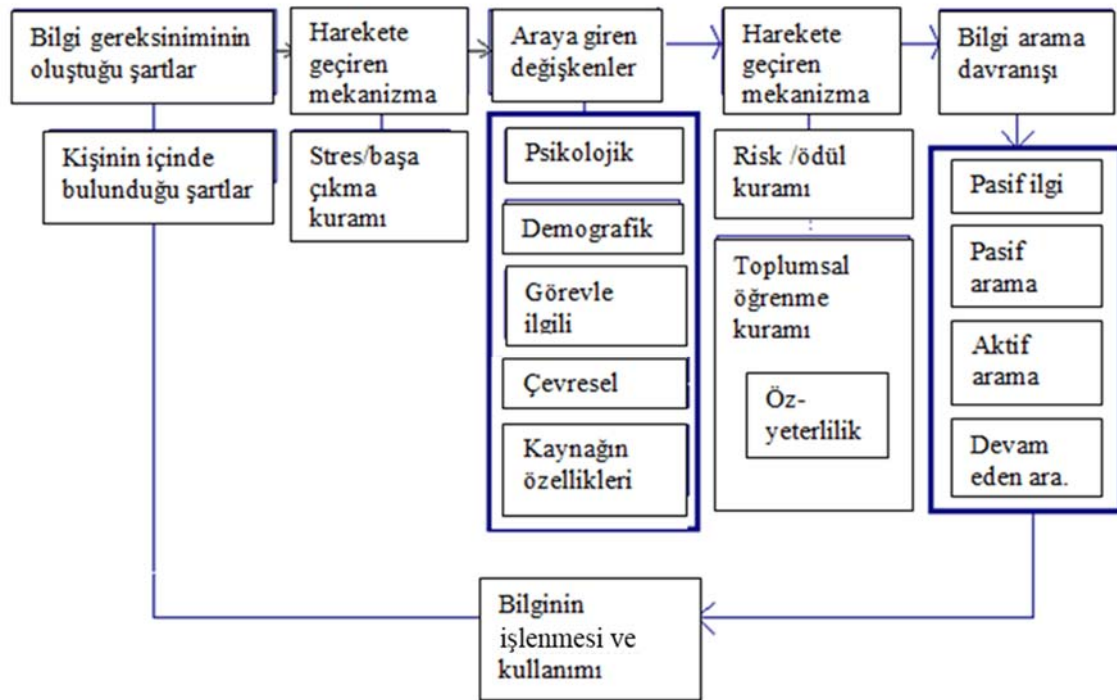 Bilgi gereksiniminin
oluştuğu şartlar
Harekete
geçiren
mekanizma
Araya giren
değişkenler
Harekete
geçiren
mekanizma
Bilgi arama
davranışı
Kişinin içinde
bulunduğu şartlar
Stres/başa
çıkma
kuramı
Psikolojik
Demografik
Görevle
ilgili
Çevresel
Kaynağın
özellikleri
Risk /ödül
kuramı
Toplumsal
öğrenme
kuramı
Öz-
yeterlilik
Pasif ilgi
Pasif
arama
Aktif
arama
Devam
eden ara.
Bilginin
işlenmesi ve
kullanımı